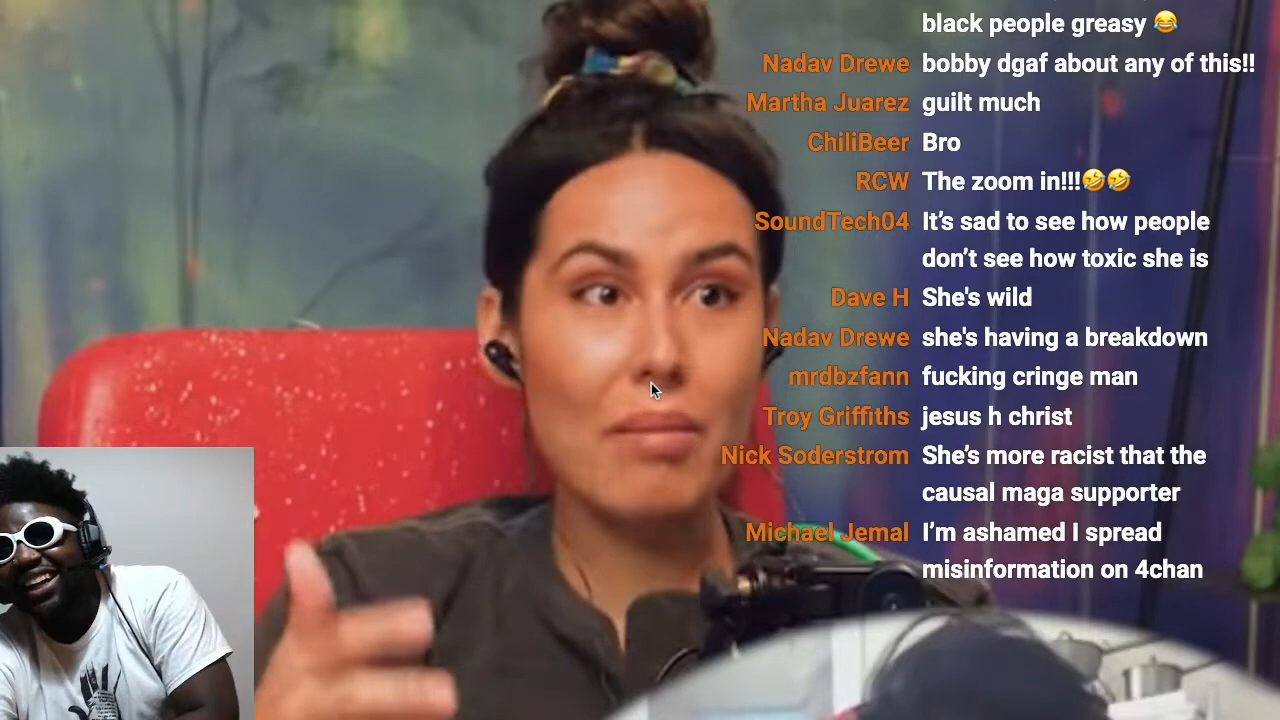 black people greasy 😂
Nadav Drewe bobby dgaf about any of this!!
Martha Juarez guilt much
ChiliBeer Bro
RCW The zoom in!!!🤣🤣
SoundTech04 It’s sad to see how people
don’t see how toxic she is
Dave H She's wild
Nadav Drewe she's having a breakdown
mrdbzfann fucking cringe man
Troy Griffiths jesus h christ
Nick Soderstrom She’s more racist that the
causal maga supporter
Michael Jemal I’m ashamed I spread
misinformation on 4chan